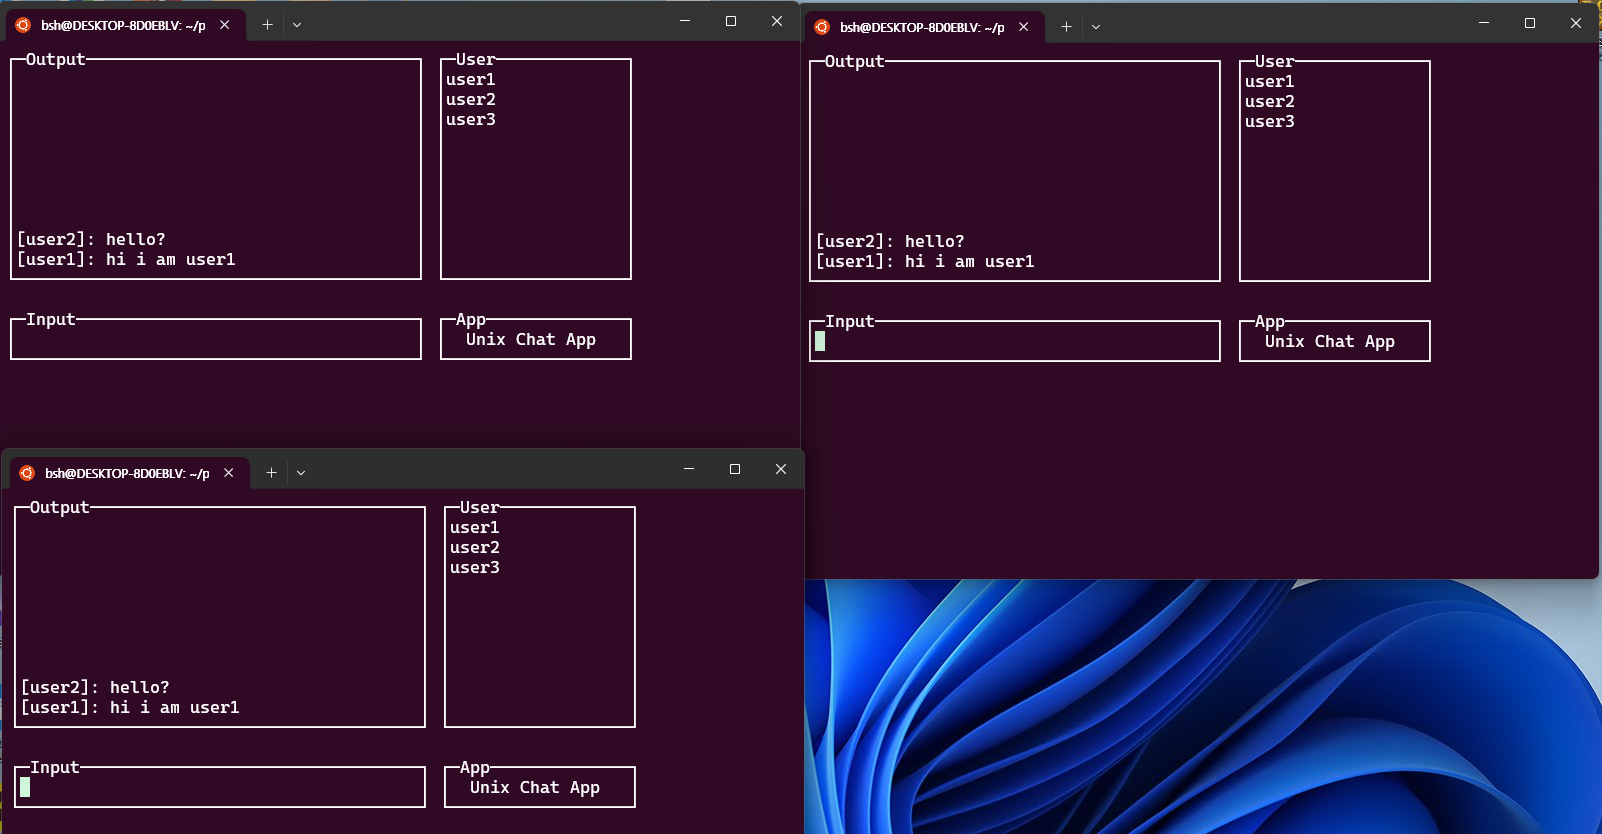 bsh@DESKTOP-8D0EBLV: ~/p
Output
User
user1
user2
user3
[user2]: hello?
[user1]: hi i am user1
Input
App
Unix Chat App
bsh@DESKTOP-8D0EBLV: ~/p
Output
User
user1
user2
user3
[user2]: hello?
[user1]: hi i am user1
Input
App
Unix Chat App
bsh@DESKTOP-8D0EBLV: ~/p
Output
User
user1
user2
user3
[user2]: hello?
[user1]: hi i am user1
Input
App
Unix Chat App